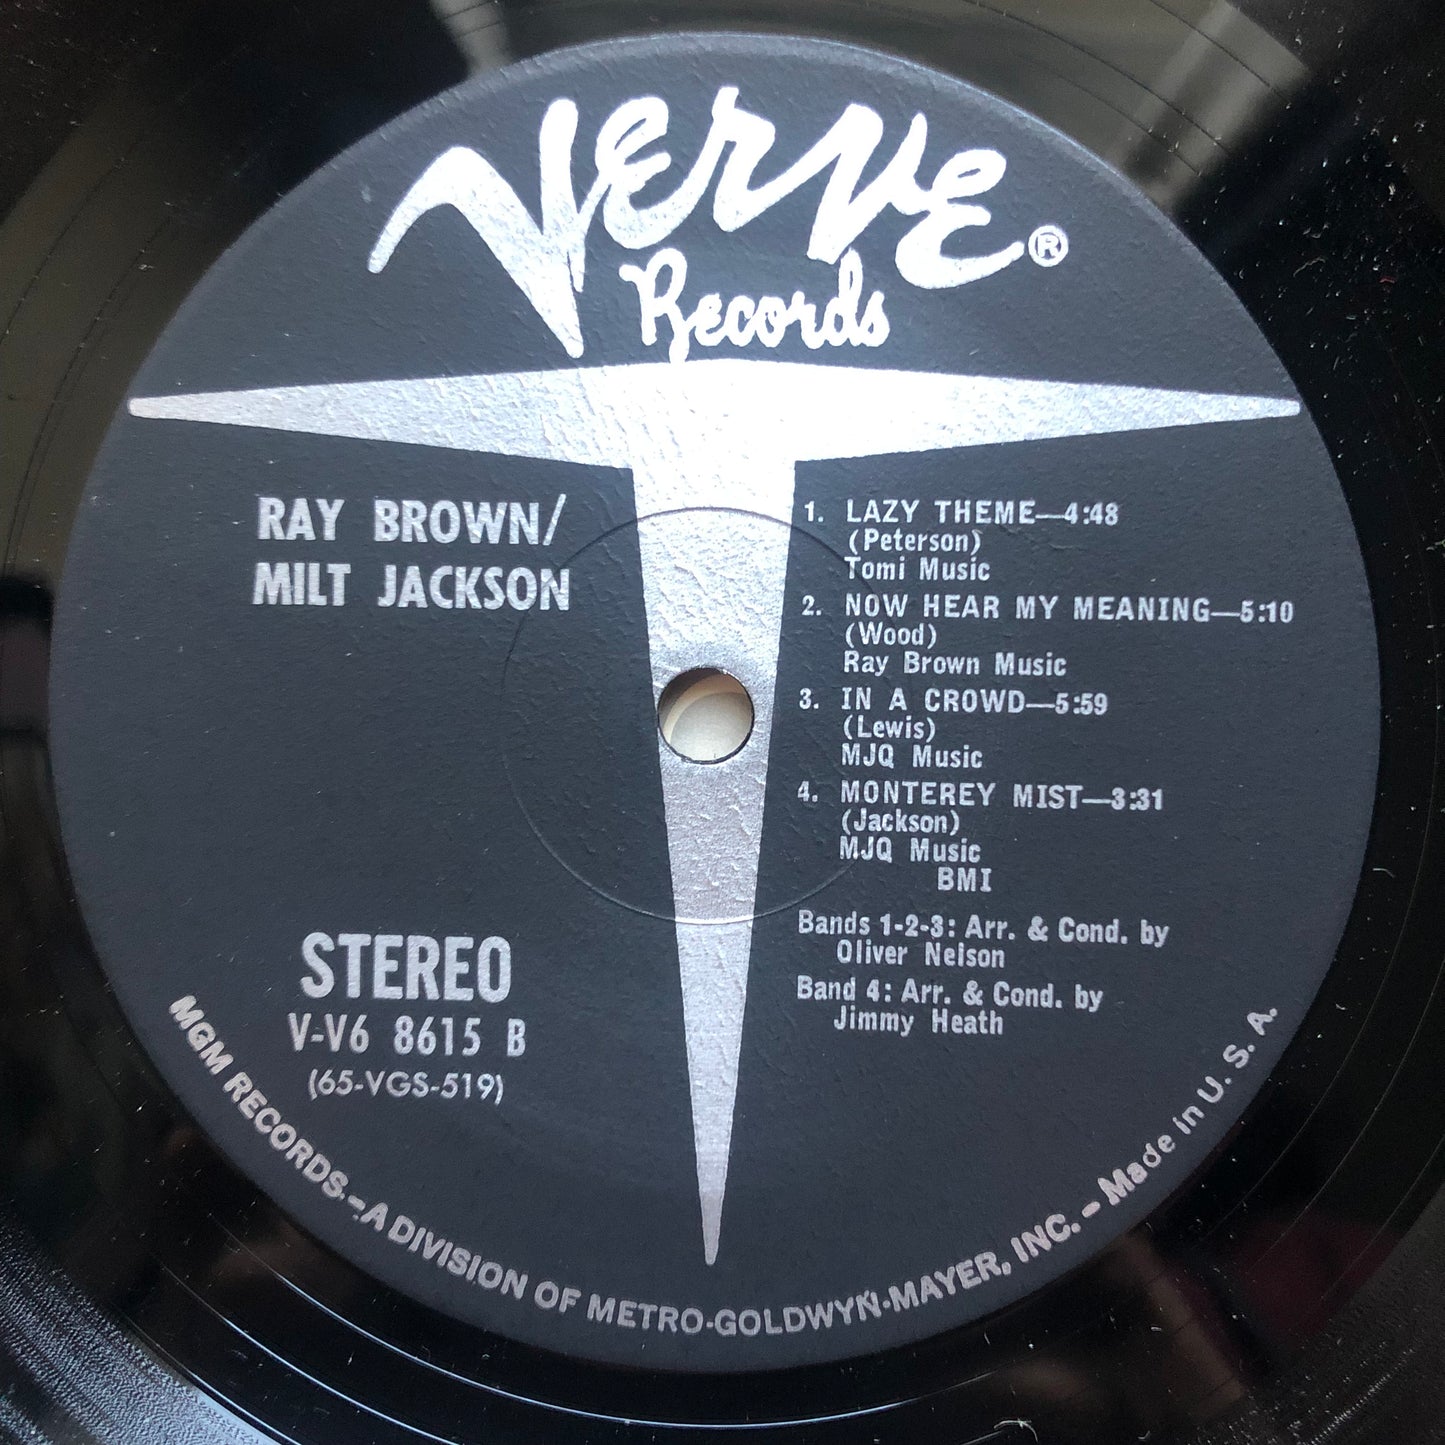 VERVE®
Records
RAY BROWN/
MILT JACKSON
1. LAZY THEME—4:48
(Peterson)
Tomi Music
2. NOW HEAR MY MEANING—5:10
(Wood)
Ray Brown Music
3. IN A CROWD—5:59
(Lewis)
MJQ Music
4. MONTEREY MIST—3:31
(Jackson)
MJQ Music
BMI
Bands 1-2-3: Arr. & Cond. by
Oliver Nelson
Band 4: Arr. & Cond. by
Jimmy Heath
STEREO
V-V6 8615 B
(65-VGS-519)
MGM RECORDS—A DIVISION OF METRO-GOLDWYN-MAYER, INC. – Made in U. S. A.